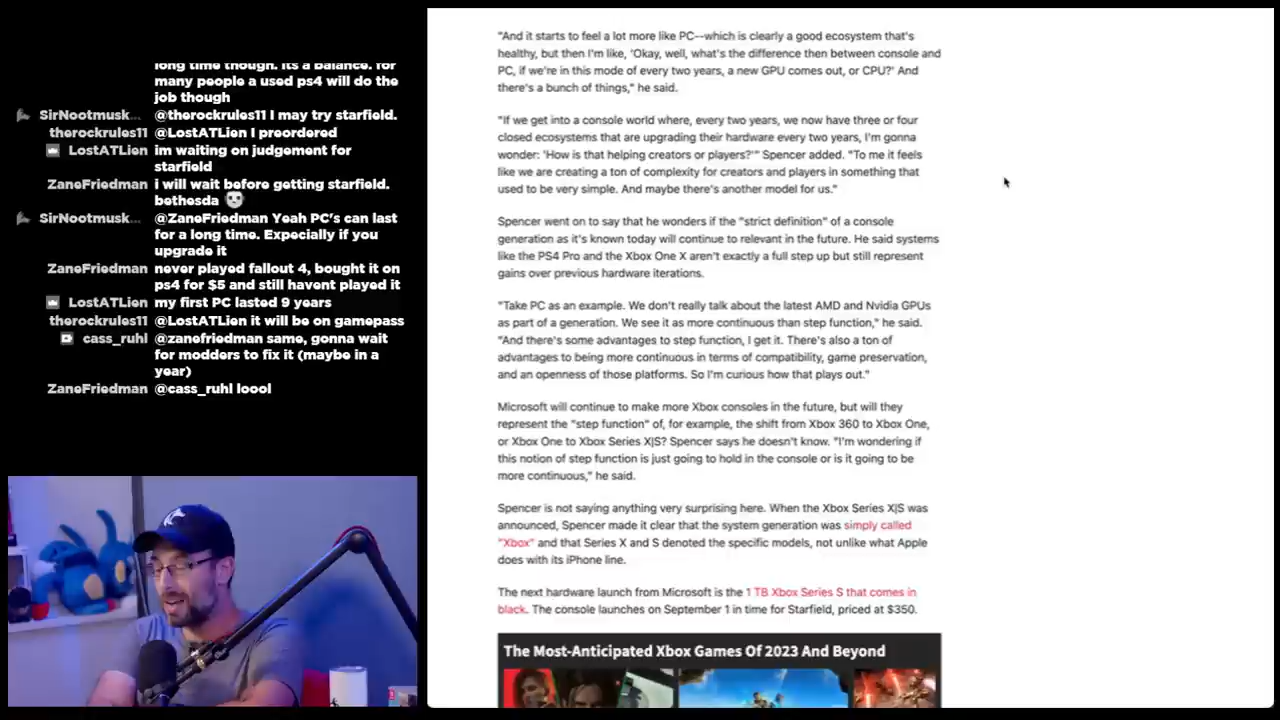 long time though. its a balance. for
many people a used ps4 will do the
job though
SirNootmusk... @therockrules11 I may try starfield.
therockrules11 @LostATLien I preordered
LostATLien im waiting on judgement for
starfield
ZaneFriedman i will wait before getting starfield.
bethesda
SirNootmusk... @ZaneFriedman Yeah PC's can last
for a long time. Expecially if you
upgrade it
ZaneFriedman never played fallout 4, bought it on
ps4 for $5 and still havent played it
LostATLien my first PC lasted 9 years
therockrules11 @LostATLien it will be on gamepass
cass_ruhl @zanefriedman same, gonna wait
for modders to fix it (maybe in a
year)
ZaneFriedman @cass_ruhl loool
"And it starts to feel a lot more like PC--which is clearly a good ecosystem that's
healthy, but then I'm like, 'Okay, well, what's the difference then between console and
PC, if we're in this mode of every two years, a new GPU comes out, or CPU?' And
there's a bunch of things," he said.
"If we get into a console world where, every two years, we now have three or four
closed ecosystems that are upgrading their hardware every two years, I'm gonna
wonder: 'How is that helping creators or players?'" Spencer added. "To me it feels
like we are creating a ton of complexity for creators and players in something that
used to be very simple. And maybe there's another model for us."
Spencer went on to say that he wonders if the "strict definition" of a console
generation as it's known today will continue to relevant in the future. He said systems
like the PS4 Pro and the Xbox One X aren't exactly a full step up but still represent
gains over previous hardware iterations.
"Take PC as an example. We don't really talk about the latest AMD and Nvidia GPUs
as part of a generation. We see it as more continuous than step function," he said.
"And there's some advantages to step function, I get it. There's also a ton of
advantages to being more continuous in terms of compatibility, game preservation,
and an openness of those platforms. So I'm curious how that plays out."
Microsoft will continue to make more Xbox consoles in the future, but will they
represent the "step function" of, for example, the shift from Xbox 360 to Xbox One,
or Xbox One to Xbox Series X|S? Spencer says he doesn't know. "I'm wondering if
this notion of step function is just going to hold in the console or is it going to be
more continuous," he said.
Spencer is not saying anything very surprising here. When the Xbox Series X|S was
announced, Spencer made it clear that the system generation was simply called
"Xbox" and that Series X and S denoted the specific models, not unlike what Apple
does with its iPhone line.
The next hardware launch from Microsoft is the 1 TB Xbox Series S that comes in
black. The console launches on September 1 in time for Starfield, priced at $350.
The Most-Anticipated Xbox Games Of 2023 And Beyond